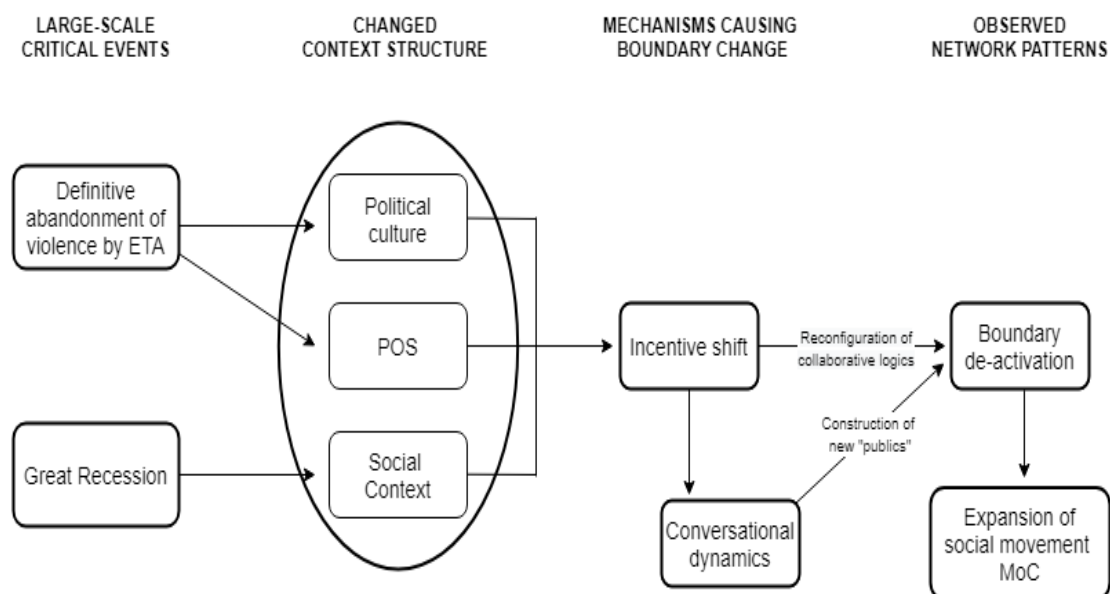 LARGE-SCALE
CRITICAL EVENTS
CHANGED
CONTEXT STRUCTURE
MECHANISMS CAUSING
BOUNDARY CHANGE
OBSERVED
NETWORK PATTERNS
Definitive
abandonment of
violence by ETA
Political
culture
POS
Incentive shift
Reconfiguration of
collaborative logics
Boundary
de-activation
Great Recession
Social
Context
Construction of
new "publics"
Conversational
dynamics
Expansion of
social movement
MoC